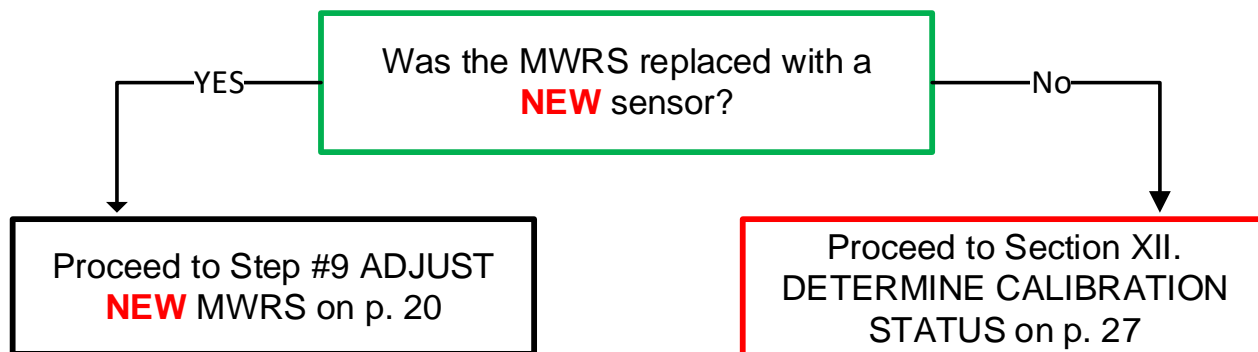 Was the MWRS replaced with a
NEW sensor?
YES
No
Proceed to Step #9 ADJUST
NEW MWRS on p. 20
Proceed to Section XII.
DETERMINE CALIBRATION
STATUS on p. 27